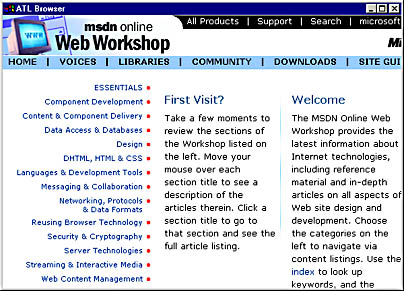 ATL Browser
All Products | Support | Search | microsoft
msdn online
Web Workshop
Mi
HOME | VOICES | LIBRARIES | COMMUNITY | DOWNLOADS | SITE GUI
ESSENTIALS
Component Development
Content & Component Delivery
Data Access & Databases
Design
DHTML, HTML & CSS
Languages & Development Tools
Messaging & Collaboration
Networking, Protocols
& Data Formats
Reusing Browser Technology
Security & Cryptography
Server Technologies
Streaming & Interactive Media
Web Content Management
First Visit?
Take a few moments to
review the sections of
the Workshop listed on
the left. Move your
mouse over each
section title to see a
description of the
articles therein. Click a
section title to go to
that section and see the
full article listing.
Welcome
The MSDN Online Web
Workshop provides the
latest information about
Internet technologies,
including reference
material and in-depth
articles on all aspects of
Web site design and
development. Choose
the categories on the
left to navigate via
content listings. Use the
index to look up
keywords, and the